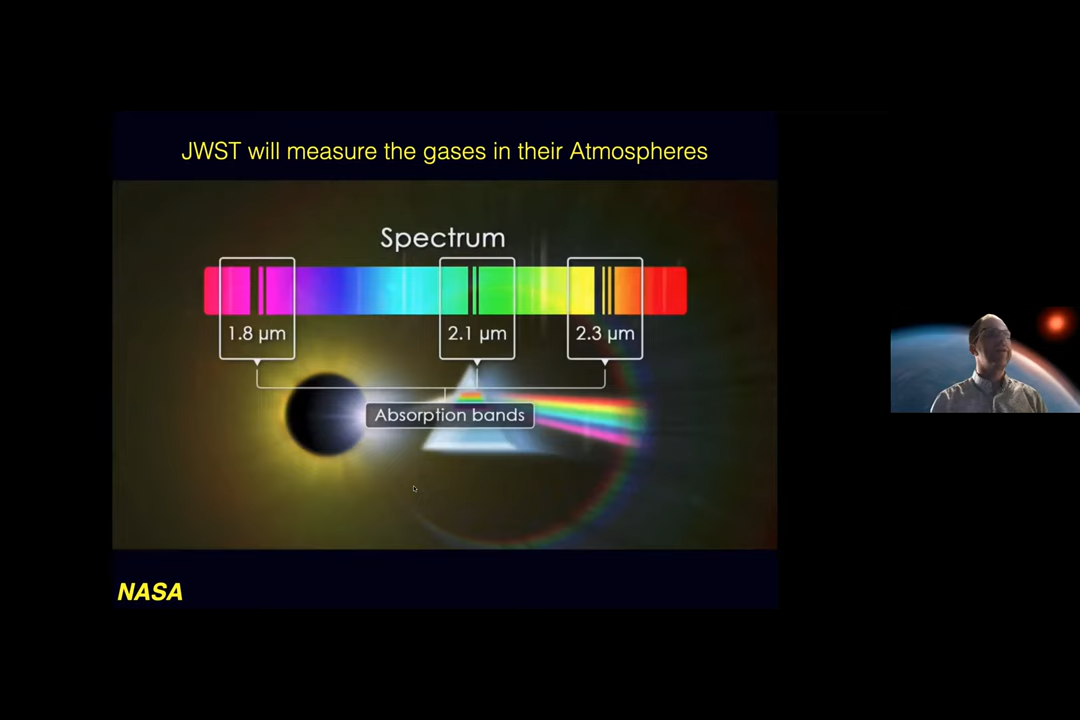 JWST will measure the gases in their Atmospheres
Spectrum
1.8 µm
2.1 µm
2.3 µm
Absorption bands
NASA